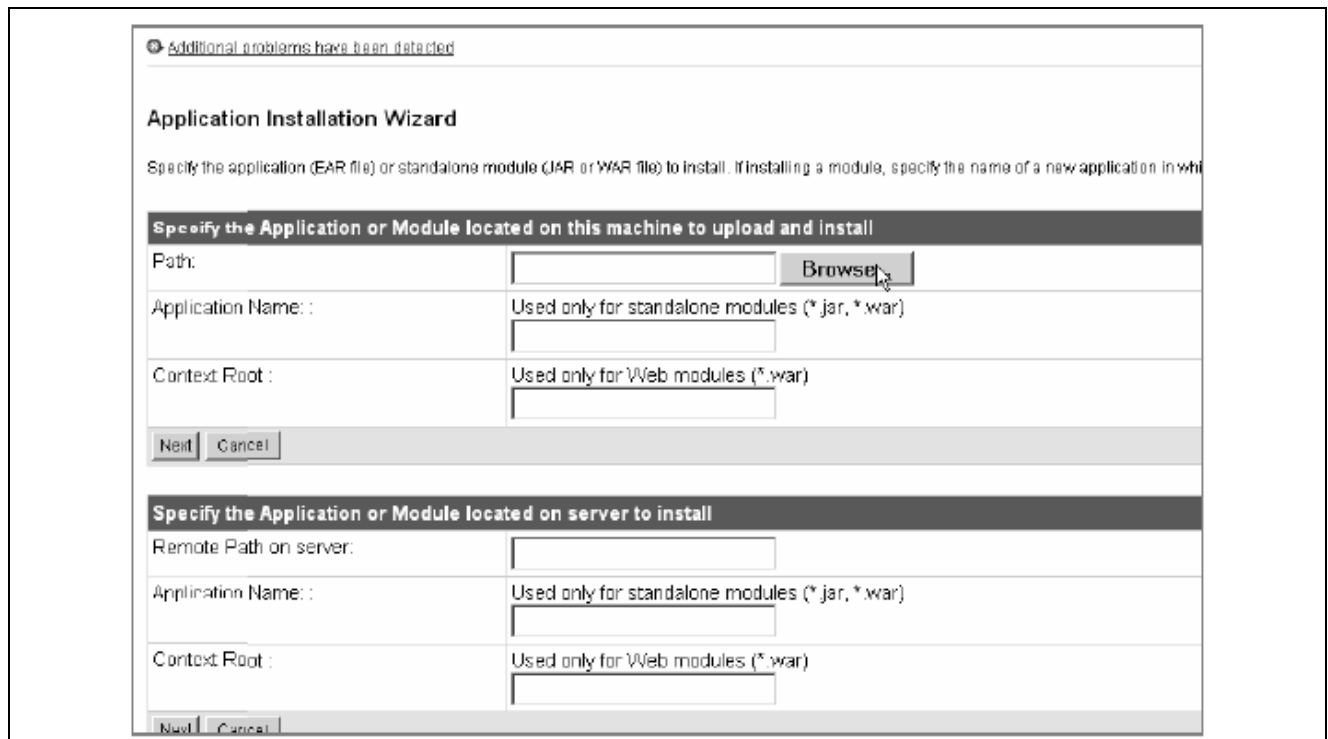 Additional problems have been detected
Application Installation Wizard
Specify the application (EAR file) or standalone module (JAR or WAR file) to install. If installing a module, specify the name of a new application in whi
Specify the Application or Module located on this machine to upload and install
Path:
Browse...
Application Name: :
Used only for standalone modules (*.jar, *.war)
Context Root :
Used only for Web modules (*.war)
Next Cancel
Specify the Application or Module located on server to install
Remote Path on server:
Application Name: :
Used only for standalone modules (*.jar, *.war)
Context Root :
Used only for Web modules (*.war)
Next Cancel